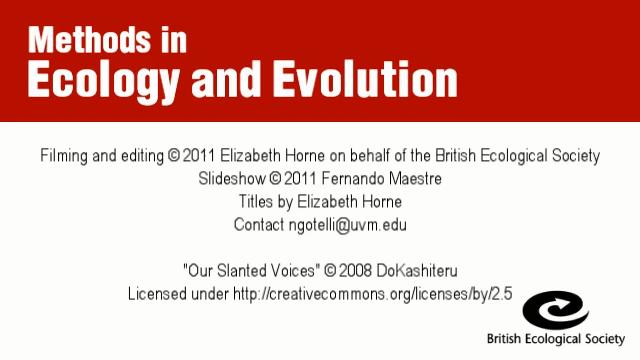 Methods in
Ecology and Evolution
Filming and editing © 2011 Elizabeth Horne on behalf of the British Ecological Society
Slideshow © 2011 Fernando Maestre
Titles by Elizabeth Horne
Contact ngotelli@uvm.edu
"Our Slanted Voices" © 2008 DoKashiteru
Licensed under http://creativecommons.org/licenses/by/2.5
British Ecological Society